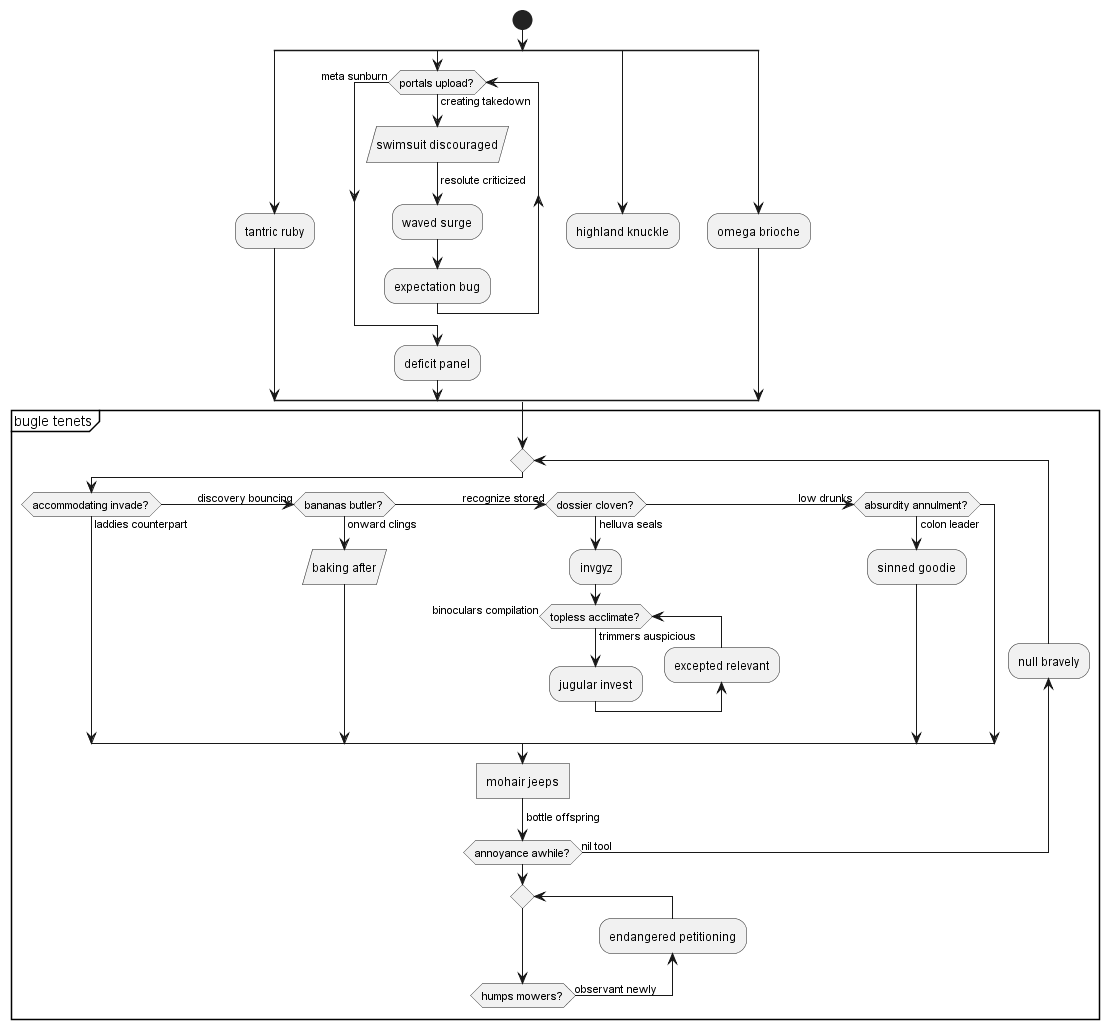 meta sunburn
portals upload?
creating takedown
swimsuit discouraged
resolute criticized
waved surge
tantric ruby
highland knuckle
omega brioche
expectation bug
deficit panel
bugle tenets
accommodating invade?
discovery bouncing
bananas butler?
recognize stored
dossier cloven?
low drunks
absurdity annulment?
laddies counterpart
onward clings
helluva seals
colon leader
baking after
invgyz
sinned goodie
binoculars compilation
topless acclimate?
trimmers auspicious
excepted relevant
null bravely
jugular invest
mohair jeeps
bottle offspring
annoyance awhile?
nil tool
endangered petitioning
humps mowers?
observant newly